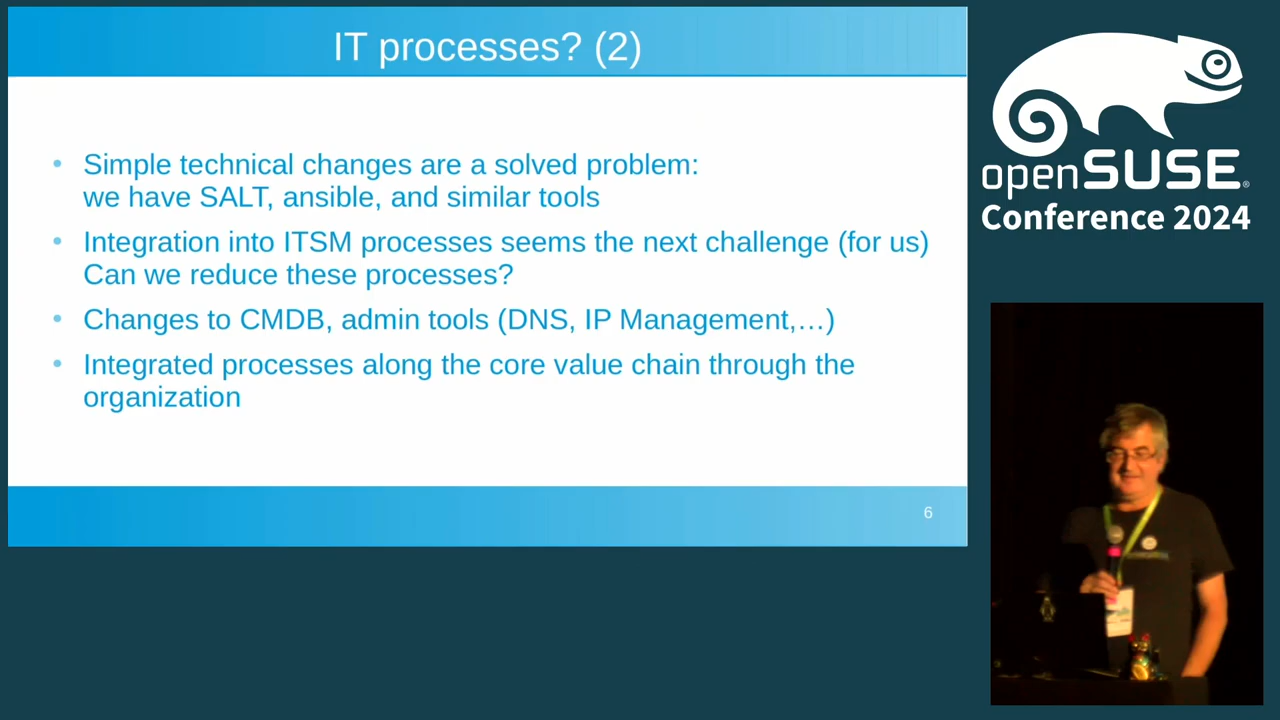 IT processes? (2)
• Simple technical changes are a solved problem:
we have SALT, ansible, and similar tools
• Integration into ITSM processes seems the next challenge (for us)
Can we reduce these processes?
• Changes to CMDB, admin tools (DNS, IP Management,…)
• Integrated processes along the core value chain through the
organization
6
openSUSE®
Conference 2024